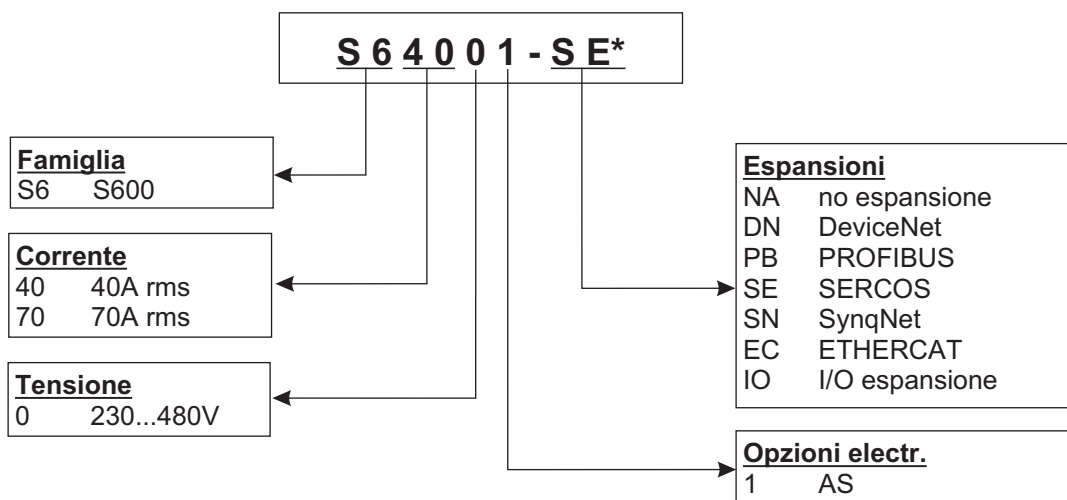 S 6 4 0 0 1 - S E*
Famiglia
S6 S600
Corrente
40 40A rms
70 70A rms
Tensione
0 230...480V
Espansioni
NA no espansione
DN DeviceNet
PB PROFIBUS
SE SERCOS
SN SynqNet
EC ETHERCAT
IO I/O espansione
Opzioni electr.
1 AS